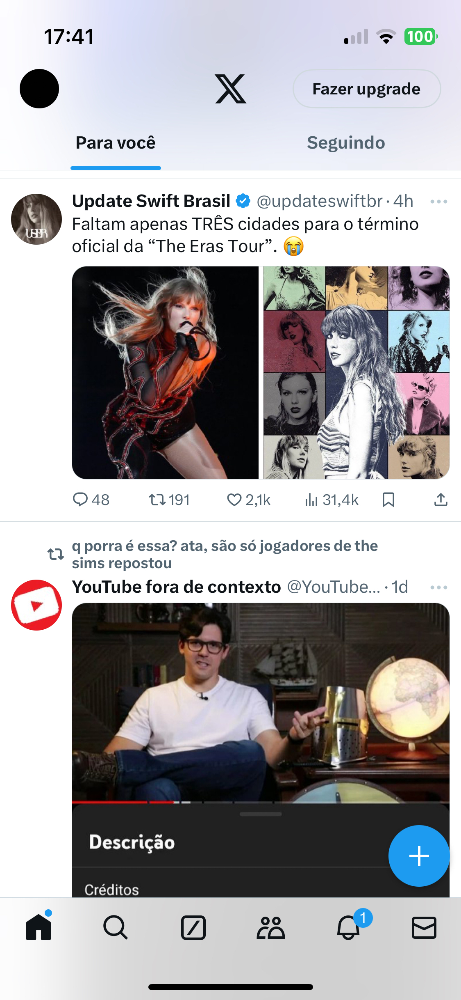 17:41
100
Fazer upgrade
Para você
Seguindo
Update Swift Brasil @updateswiftbr · 4h
Faltam apenas TRÊS cidades para o término
oficial da “The Eras Tour”. 😭
USBR
48 191 2,1k 31,4k
q porra é essa? ata, são só jogadores de the
sims repostou
YouTube fora de contexto @YouTube... · 1d
Descrição
Créditos
1